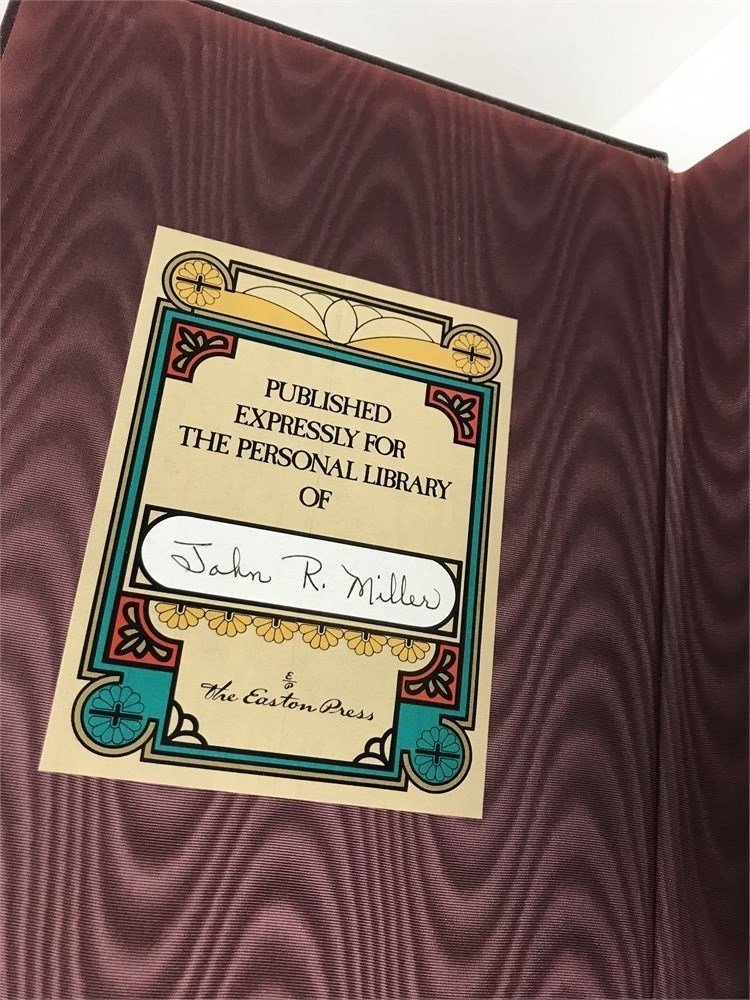 PUBLISHED
EXPRESSLY FOR
THE PERSONAL LIBRARY
OF
John R. Miller
E
P
the Easton Press